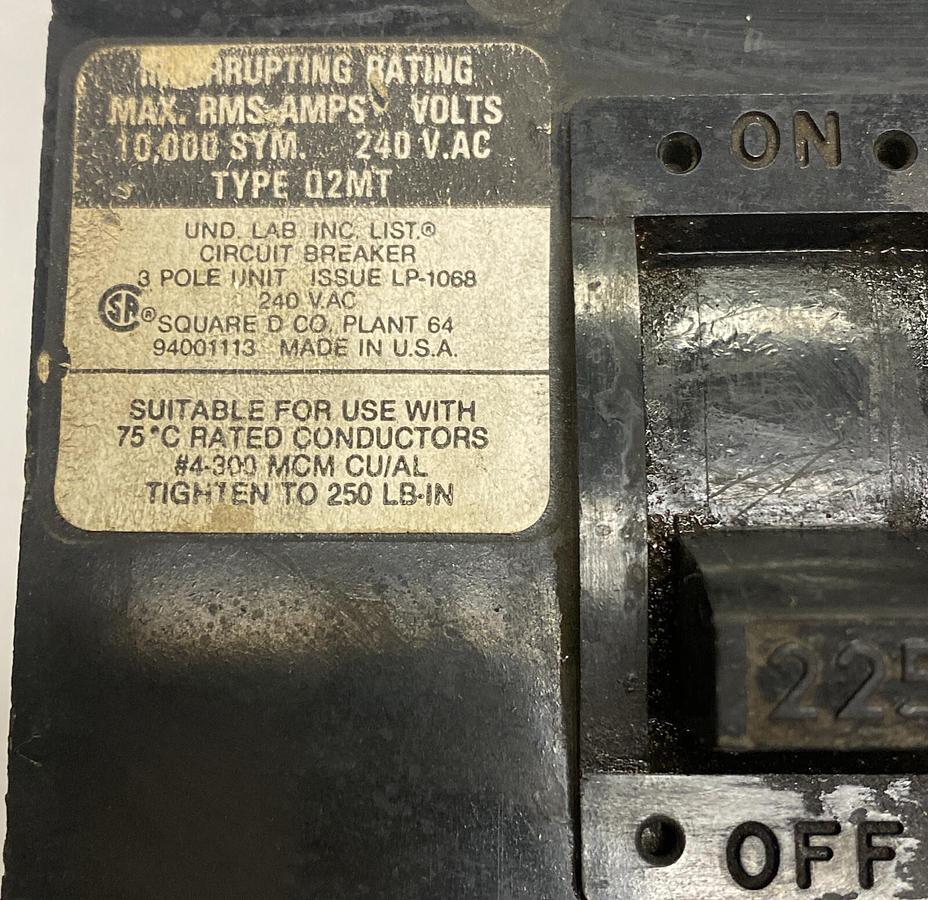 RATING
MAX. RMS AMPS VOLTS
10,000 SYM. 240 V.AC
TYPE Q2MT
UND. LAB. INC. LIST.®
CIRCUIT BREAKER
3 POLE UNIT ISSUE LP-1068
240 V.AC
SA®
SQUARE D CO. PLANT 64
94001113 MADE IN U.S.A.
SUITABLE FOR USE WITH
75°C RATED CONDUCTORS
#4-300 MCM CU/AL
TIGHTEN TO 250 LB-IN
ON
225
OFF